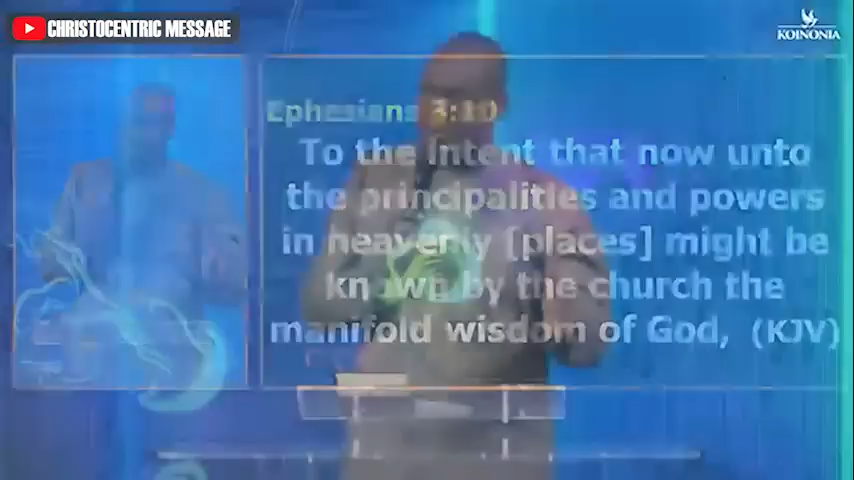 CHRISTOCENTRIC MESSAGE
KOINONIA
Ephesians 3:10
To the intent that now unto
the principalities and powers
in heavenly [places] might be
known by the church the
manifold wisdom of God, (KJV)